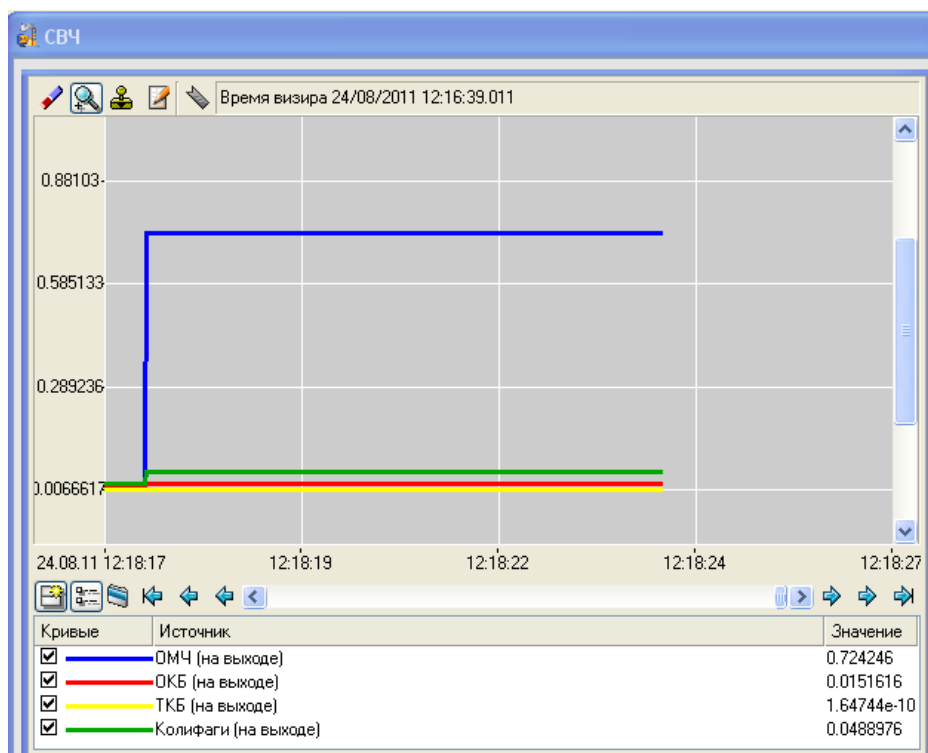 СВЧ
Время визира 24/08/2011 12:16:39.011
0.88103
0.585133
0.289236
0.0066617
24.08.11 12:18:17 12:18:19 12:18:22 12:18:24 12:18:27
Кривые Источник Значение
ОМЧ (на выходе) 0.724246
ОКБ (на выходе) 0.0151616
ТКБ (на выходе) 1.64744e-10
Колифаги (на выходе) 0.0488976